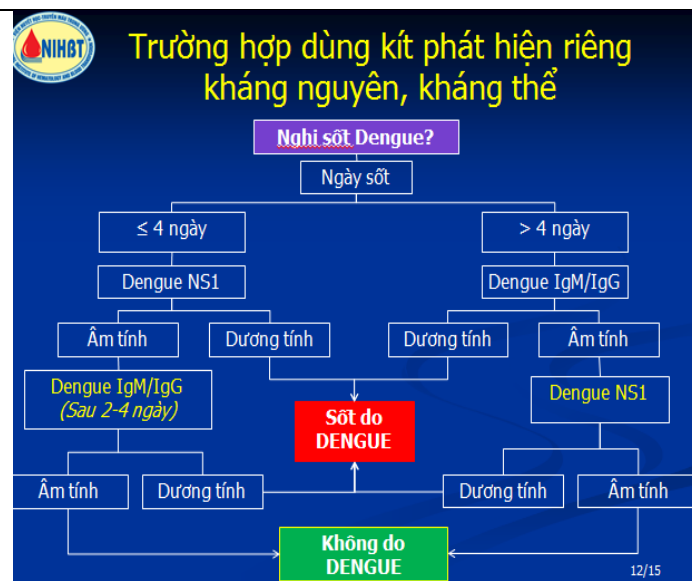 NIHBT
Trường hợp dùng kít phát hiện riêng
kháng nguyên, kháng thể
Nghi sốt Dengue?
Ngày sốt
≤ 4 ngày
> 4 ngày
Dengue NS1
Dengue IgM/IgG
Âm tính
Dương tính
Dương tính
Âm tính
Dengue IgM/IgG
(Sau 2-4 ngày)
Sốt do
DENGUE
Dengue NS1
Âm tính
Dương tính
Dương tính
Âm tính
Không do
DENGUE
12/15